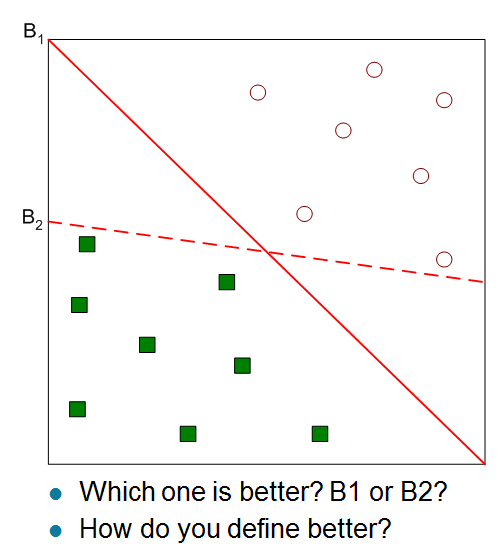 B1
B2
Which one is better? B1 or B2?
How do you define better?